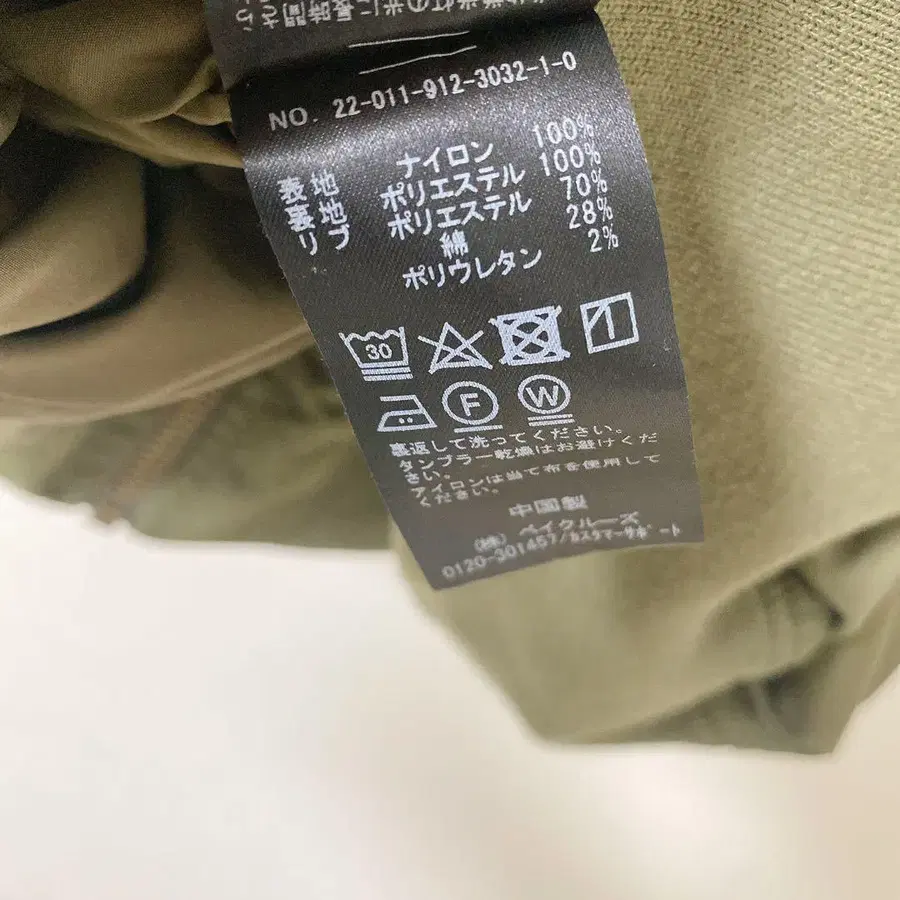 NO. 22-011-912-3032-1-0
表地 ナイロン 100%
裏地 ポリエステル 100%
リブ ポリエステル 70%
綿 28%
ポリウレタン 2%
30
F W
裏返して洗ってください。
タンブラー乾燥はお避けくだ
さい。
アイロンは当て布を使用して
ください。
中国製
(株) ベイクルーズ
0120-301457/カスタマーサポート